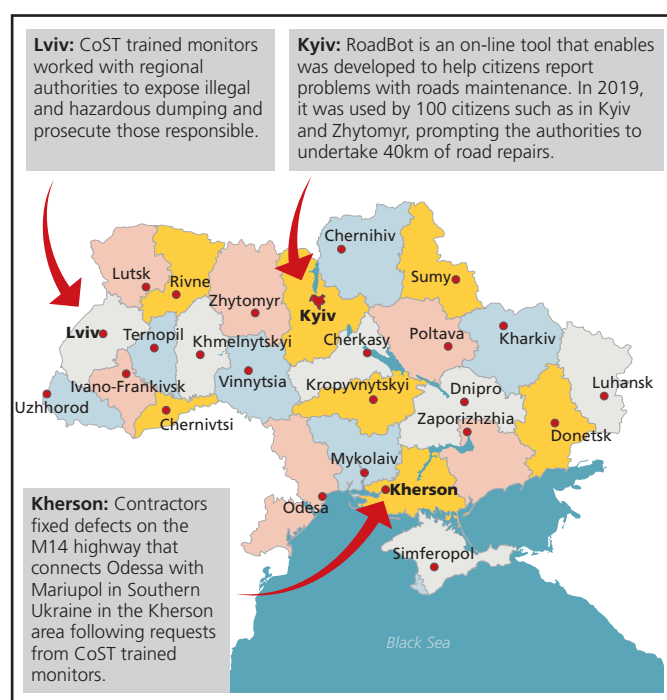 Lviv: CoST trained monitors
worked with regional
authorities to expose illegal
and hazardous dumping and
prosecute those responsible.
Kyiv: RoadBot is an on-line tool that enables
was developed to help citizens report
problems with roads maintenance. In 2019,
it was used by 100 citizens such as in Kyiv
and Zhytomyr, prompting the authorities to
undertake 40km of road repairs.
Chernihiv
Lutsk
Rivne
Sumy
Zhytomyr
Kyiv
Lviv
Ternopil
Khmelnytskyi
Cherkasy
Poltava
Kharkiv
Ivano-Frankivsk
Vinnytsia
Kropyvnytskyi
Dnipro
Luhansk
Uzhhorod
Chernivtsi
Zaporizhzhia
Donetsk
Mykolaiv
Kherson
Odesa
Kherson: Contractors
fixed defects on the
M14 highway that
connects Odessa with
Mariupol in Southern
Ukraine in the Kherson
area following requests
from CoST trained
monitors.
Simferopol
Black Sea